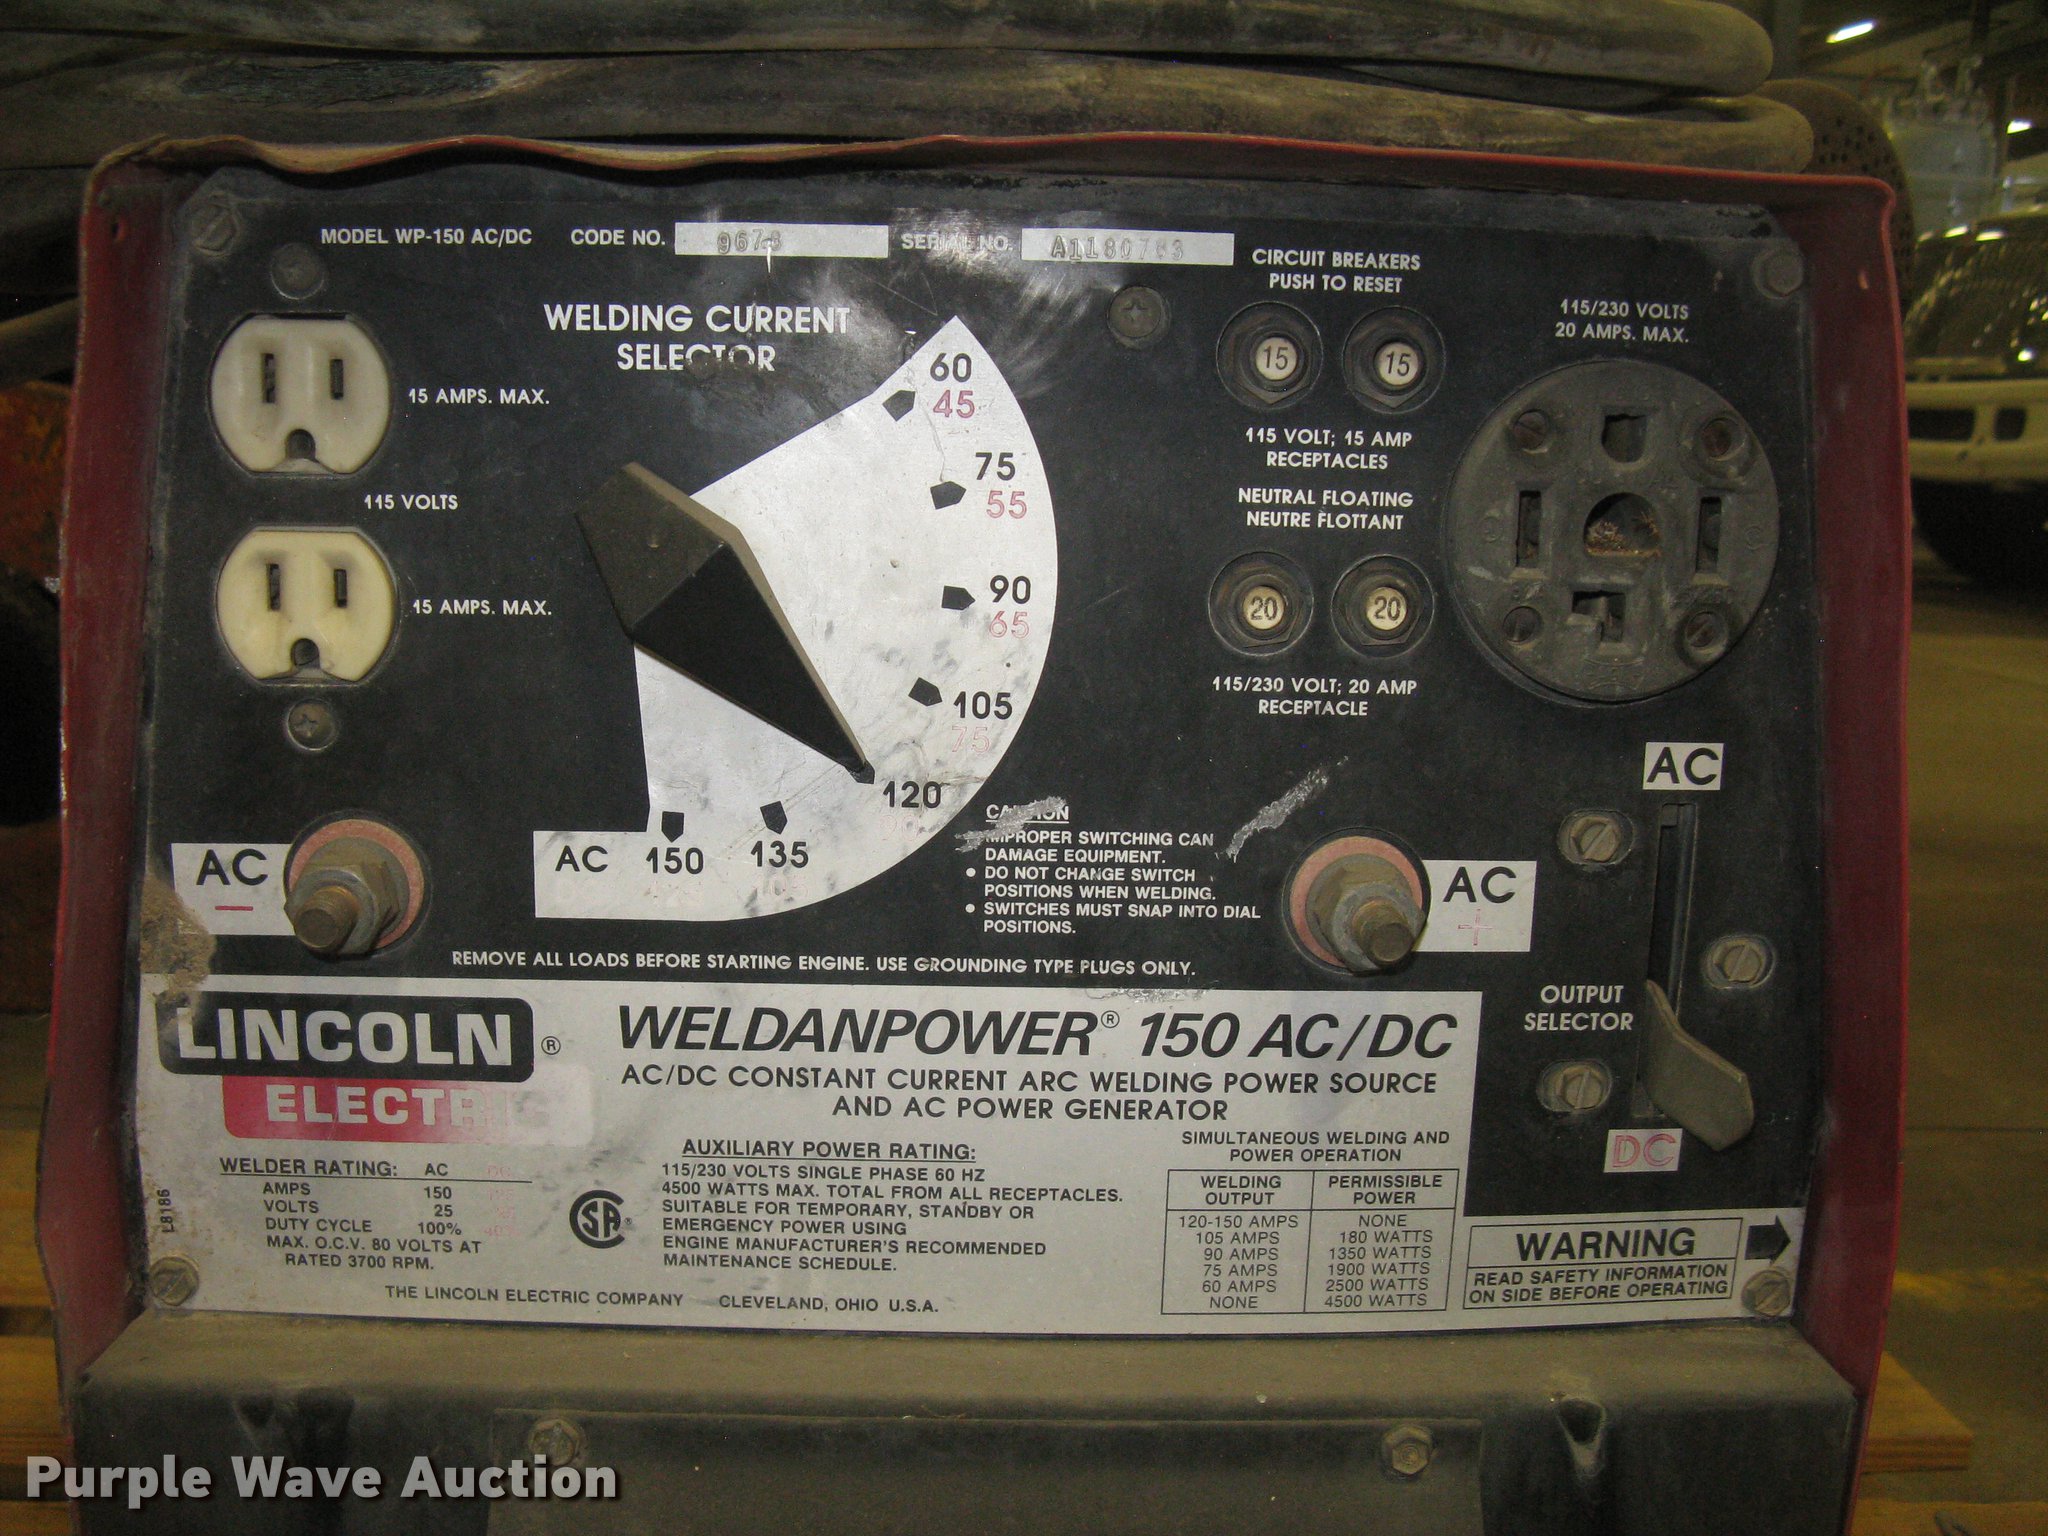 MODEL WP-150 AC/DC CODE NO. SERIAL NO.
WELDING CURRENT
SELECTOR
15 AMPS. MAX.
115 VOLTS
15 AMPS. MAX.
60
45
75
55
90
65
105
75
120
135
150
AC
CIRCUIT BREAKERS
PUSH TO RESET
15 15
115 VOLT; 15 AMP
RECEPTACLES
NEUTRAL FLOATING
NEUTRE FLOTTANT
20 20
115/230 VOLT; 20 AMP
RECEPTACLE
115/230 VOLTS
20 AMPS. MAX.
AC
-
CAUTION
IMPROPER SWITCHING CAN
DAMAGE EQUIPMENT.
• DO NOT CHANGE SWITCH
POSITIONS WHEN WELDING.
• SWITCHES MUST SNAP INTO DIAL
POSITIONS.
AC
+
AC
OUTPUT
SELECTOR
DC
REMOVE ALL LOADS BEFORE STARTING ENGINE. USE GROUNDING TYPE PLUGS ONLY.
LINCOLN ®
ELECTRIC
WELDANPOWER® 150 AC/DC
AC/DC CONSTANT CURRENT ARC WELDING POWER SOURCE
AND AC POWER GENERATOR
WELDER RATING: AC
AMPS 150
VOLTS 25
DUTY CYCLE 100%
MAX. O.C.V. 80 VOLTS AT
RATED 3700 RPM.
L8186
SA
AUXILIARY POWER RATING:
115/230 VOLTS SINGLE PHASE 60 HZ
4500 WATTS MAX. TOTAL FROM ALL RECEPTACLES.
SUITABLE FOR TEMPORARY, STANDBY OR
EMERGENCY POWER USING
ENGINE MANUFACTURER'S RECOMMENDED
MAINTENANCE SCHEDULE.
THE LINCOLN ELECTRIC COMPANY CLEVELAND, OHIO U.S.A.
SIMULTANEOUS WELDING AND
POWER OPERATION
WELDING OUTPUT PERMISSIBLE POWER
120-150 AMPS NONE
105 AMPS 180 WATTS
90 AMPS 1350 WATTS
75 AMPS 1900 WATTS
60 AMPS 2500 WATTS
NONE 4500 WATTS
WARNING
READ SAFETY INFORMATION
ON SIDE BEFORE OPERATING
Purple Wave Auction